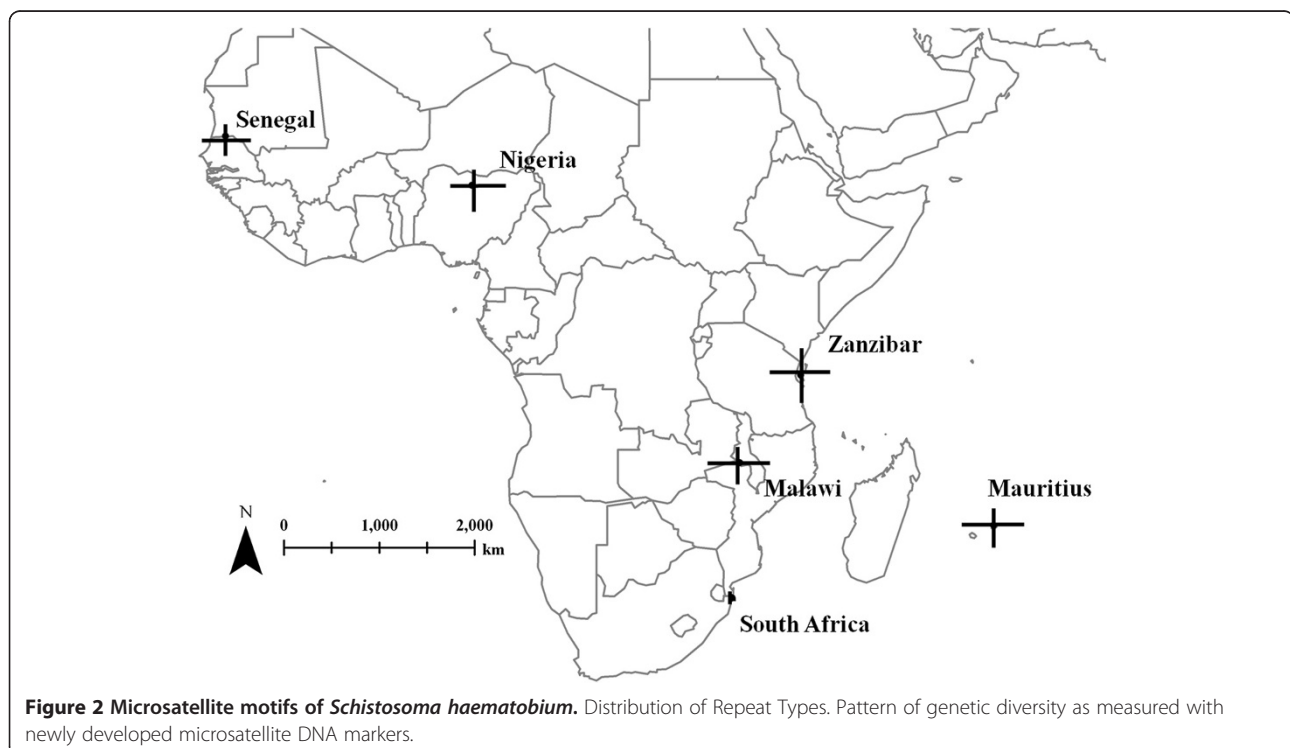 Senegal
Nigeria
Zanzibar
Malawi
Mauritius
N
0 1,000 2,000
km
South Africa
Figure 2 Microsatellite motifs of Schistosoma haematobium. Distribution of Repeat Types. Pattern of genetic diversity as measured with
newly developed microsatellite DNA markers.